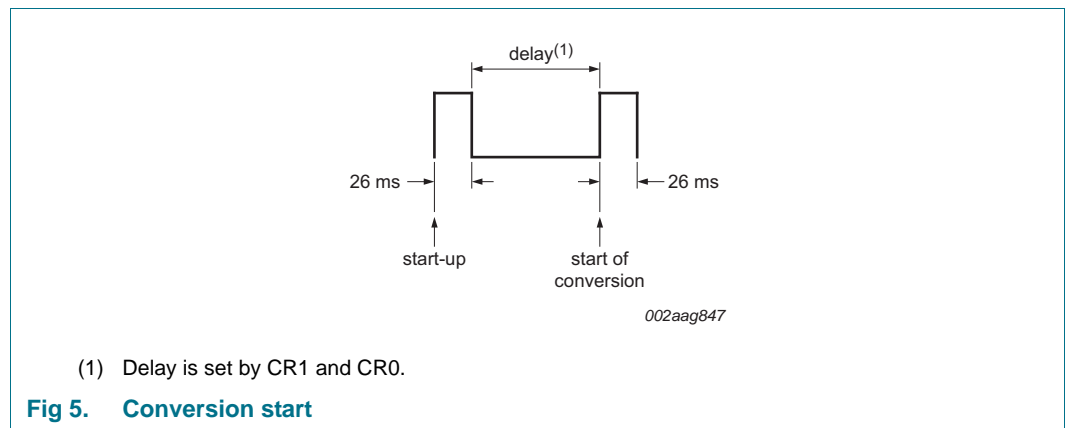 delay(1)
26 ms
26 ms
start-up
start of
conversion
002aag847
(1) Delay is set by CR1 and CR0.
Fig 5. Conversion start